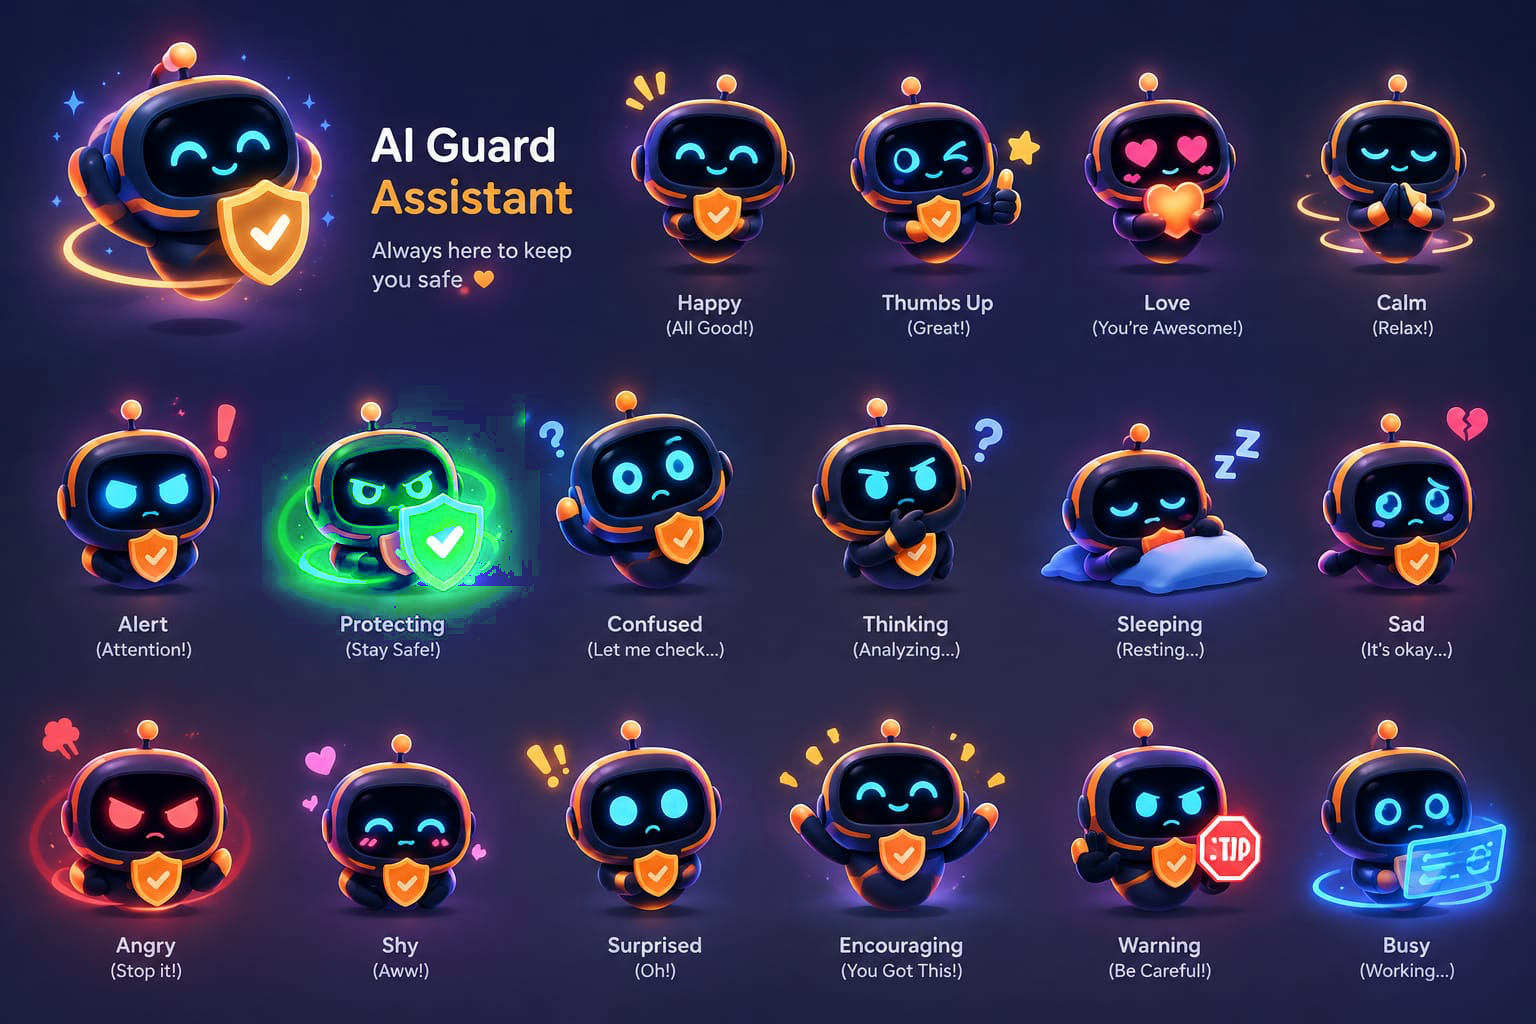 AI Guard
Assistant
Always here to keep
you safe 🧡
Happy
(All Good!)
Thumbs Up
(Great!)
Love
(You're Awesome!)
Calm
(Relax!)
!
?
?
z z
Alert
(Attention!)
Protecting
(Stay Safe!)
Confused
(Let me check...)
Thinking
(Analyzing...)
Sleeping
(Resting...)
Sad
(It's okay...)
!!
Angry
(Stop it!)
Shy
(Aww!)
Surprised
(Oh!)
Encouraging
(You Got This!)
Warning
(Be Careful!)
Busy
(Working...)